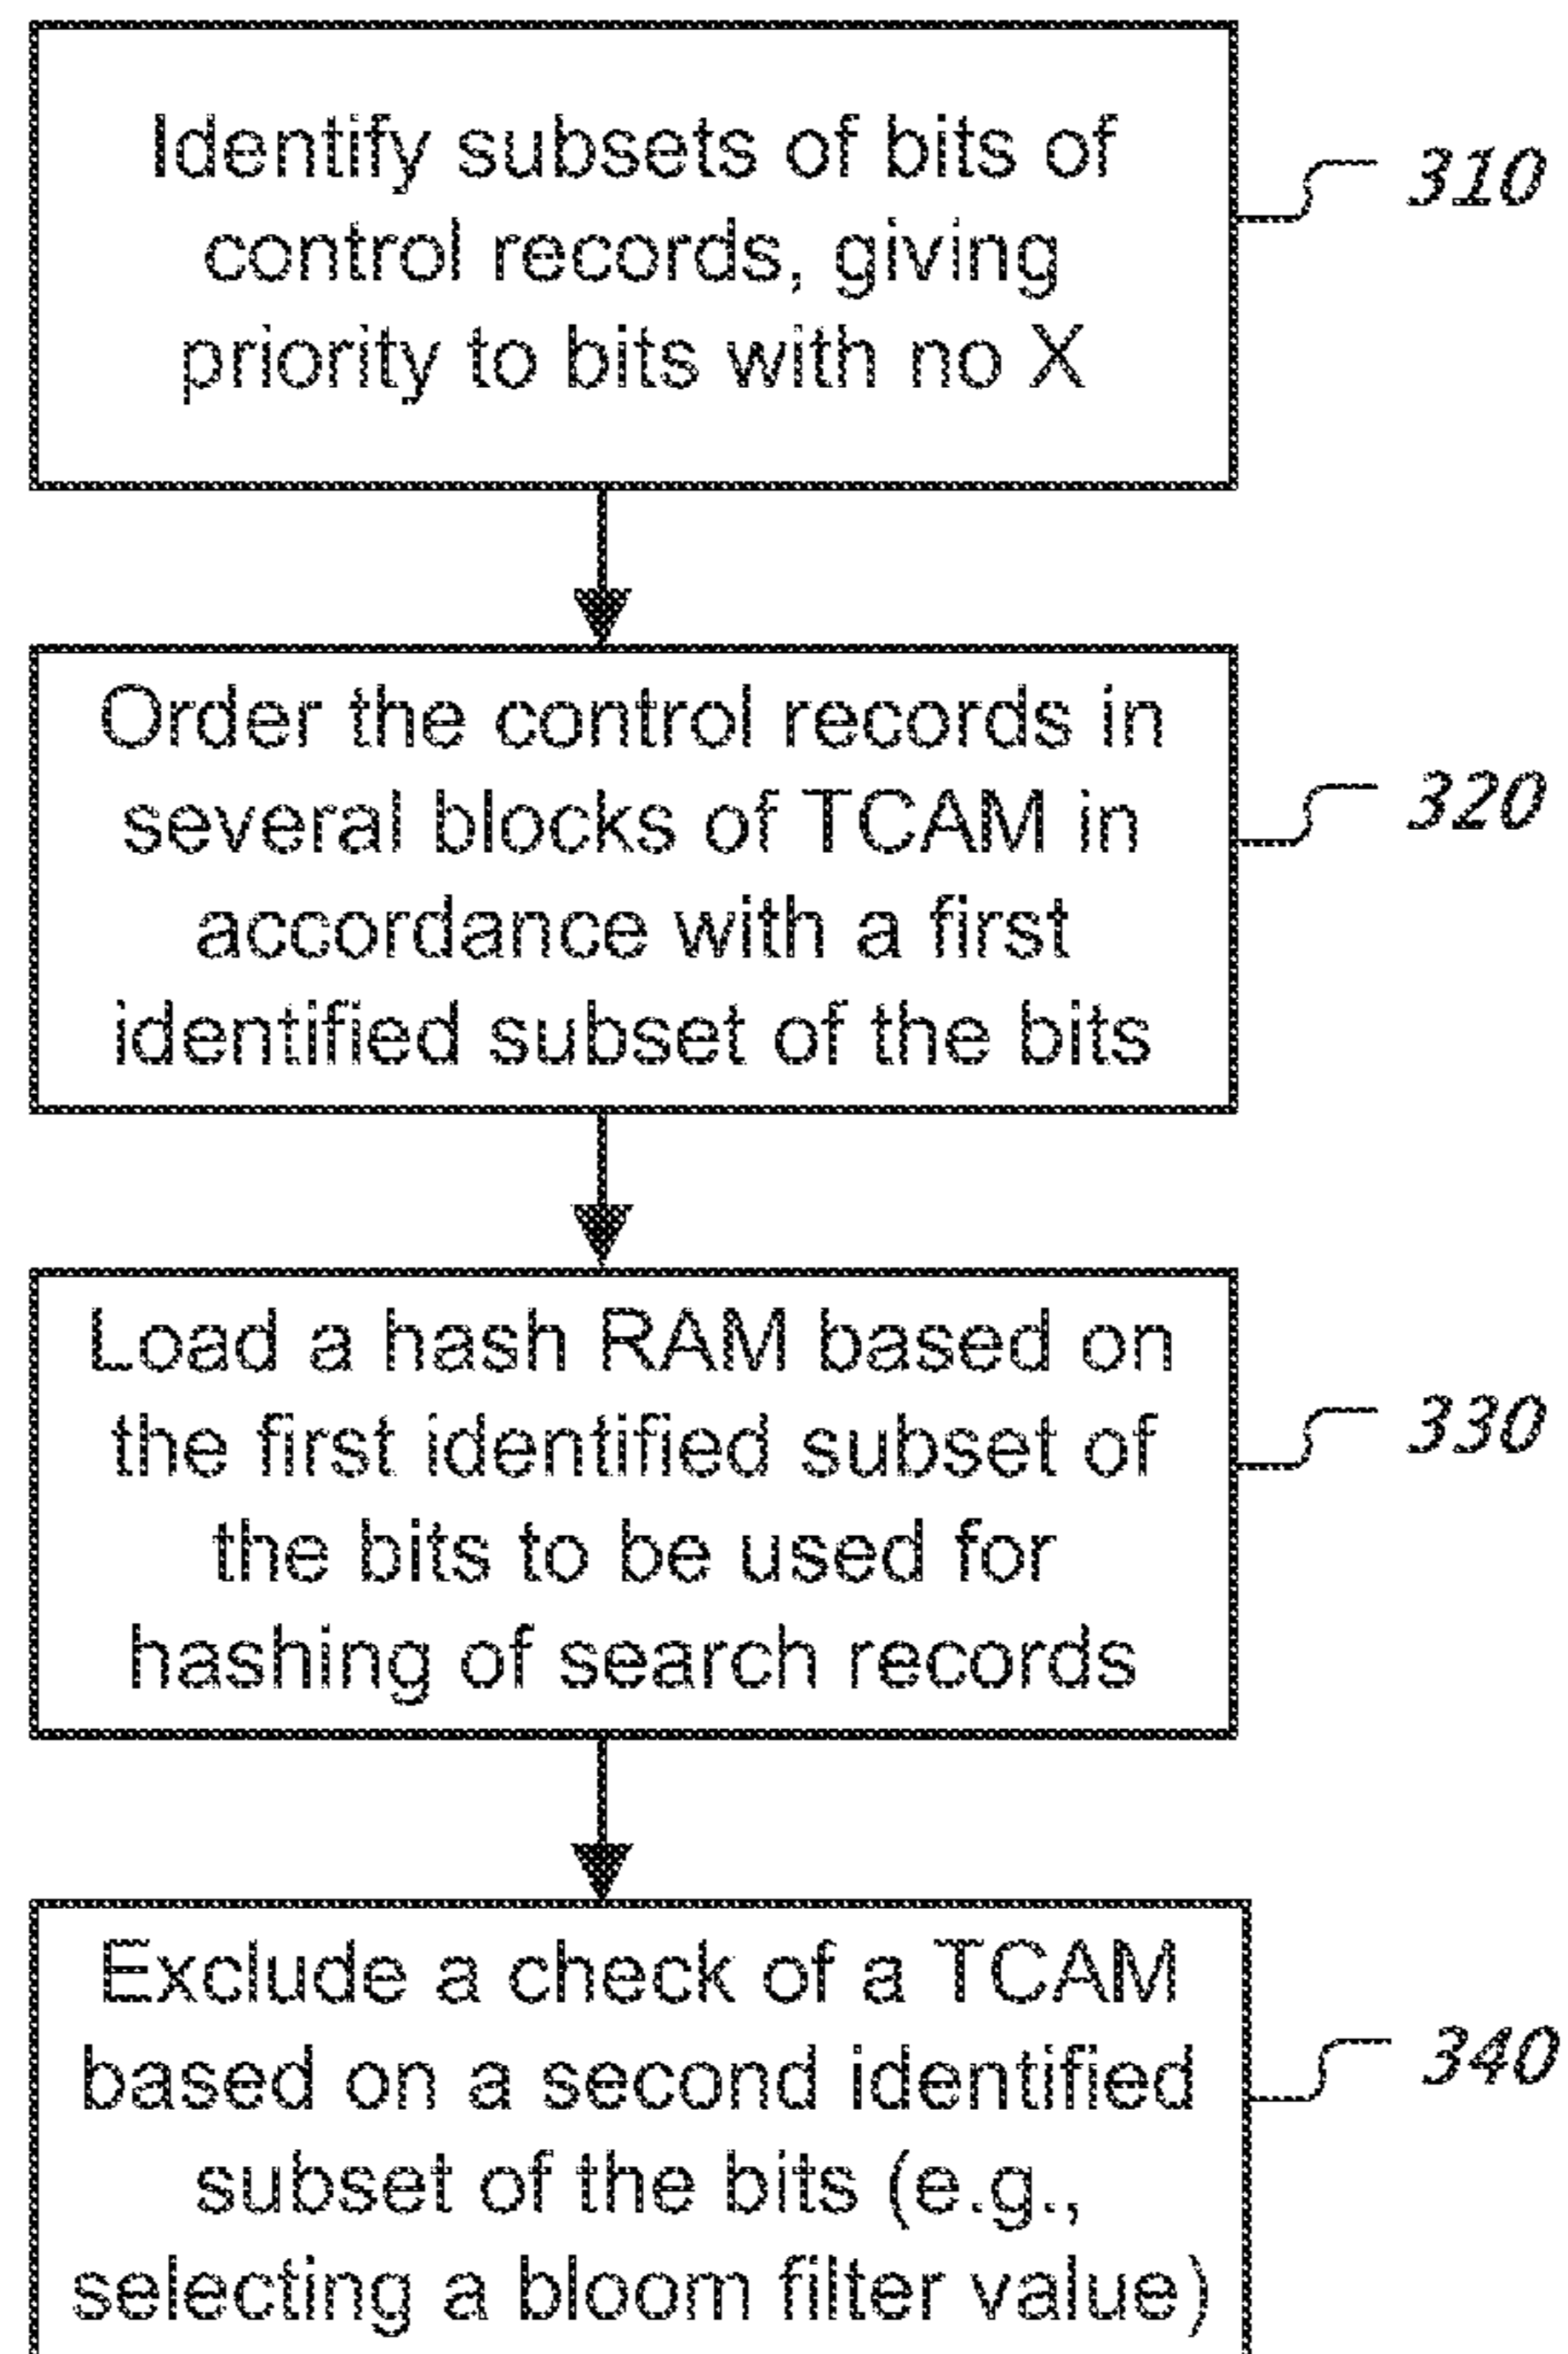 Identify subsets of bits of
control records, giving
priority to bits with no X
310
Order the control records in
several blocks of TCAM in
accordance with a first
identified subset of the bits
320
Load a hash RAM based on
the first identified subset of
the bits to be used for
hashing of search records
330
Exclude a check of a TCAM
based on a second identified
subset of the bits (e.g.,
selecting a bloom filter value)
340